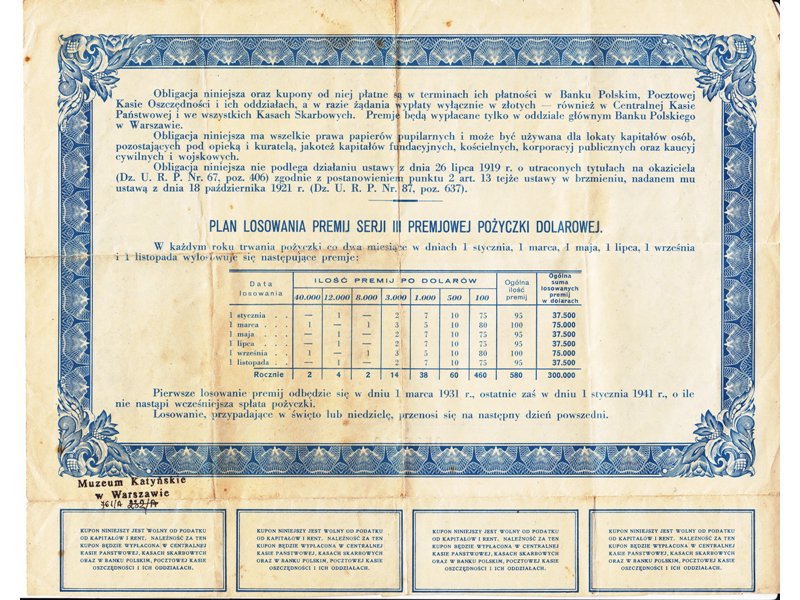 Obligacja niniejsza oraz kupony od niej płatne są w terminach ich płatności w Banku Polskim, Pocztowej
Kasie Oszczędności i ich oddziałach, a w razie żądania wypłaty wyłącznie w złotych — również w Centralnej Kasie
Państwowej i we wszystkich Kasach Skarbowych. Premje będą wypłacane tylko w oddziale głównym Banku Polskiego
w Warszawie.
Obligacja niniejsza ma wszelkie prawa papierów pupilarnych i może być używana dla lokaty kapitałów osób,
pozostających pod opieką i kuratelą, jakoteż kapitałów fundacyjnych, kościelnych, korporacyj publicznych oraz kaucyj
cywilnych i wojskowych.
Obligacja niniejsza nie podlega działaniu ustawy z dnia 26 lipca 1919 r. o utraconych tytułach na okaziciela
(Dz. U. R. P. Nr. 67, poz. 406) zgodnie z postanowieniem punktu 2 art. 13 tejże ustawy w brzmieniu, nadanem mu
ustawą z dnia 18 października 1921 r. (Dz. U. R. P. Nr. 87, poz. 637).
PLAN LOSOWANIA PREMIJ SERJI III PREMJOWEJ POŻYCZKI DOLAROWEJ.
W każdym roku trwania pożyczki co dwa miesiące w dniach 1 stycznia, 1 marca, 1 maja, 1 lipca, 1 września
i 1 listopada wylosowuje się następujące premje:
Data losowania | ILOŚĆ PREMIJ PO DOLARÓW | Ogólna ilość premij | Ogólna suma losowanych premij w dolarach
40.000 12.000 8.000 3.000 1.000 500 100
1 stycznia . . — 1 — 2 7 10 75 95 37.500
1 marca . . . 1 — 1 3 5 10 80 100 75.000
1 maja . . . — 1 — 2 7 10 75 95 37.500
1 lipca . . . — 1 — 2 7 10 75 95 37.500
1 września . . 1 — 1 3 5 10 80 100 75.000
1 listopada . . — 1 — 2 7 10 75 95 37.500
Rocznie 2 4 2 14 38 60 460 580 300.000
Pierwsze losowanie premij odbędzie się w dniu 1 marca 1931 r., ostatnie zaś w dniu 1 stycznia 1941 r., o ile
nie nastąpi wcześniejsza spłata pożyczki.
Losowanie, przypadające w święto lub niedzielę, przenosi się na następny dzień powszedni.
Muzeum Katyńskie
w Warszawie
761/A 232/A
KUPON NINIEJSZY JEST WOLNY OD PODATKU
OD KAPITAŁÓW I RENT. NALEŻNOŚĆ ZA TEN
KUPON BĘDZIE WYPŁACONA W CENTRALNEJ
KASIE PAŃSTWOWEJ, KASACH SKARBOWYCH
ORAZ W BANKU POLSKIM, POCZTOWEJ KASIE
OSZCZĘDNOŚCI I ICH ODDZIAŁACH.
KUPON NINIEJSZY JEST WOLNY OD PODATKU
OD KAPITAŁÓW I RENT. NALEŻNOŚĆ ZA TEN
KUPON BĘDZIE WYPŁACONA W CENTRALNEJ
KASIE PAŃSTWOWEJ, KASACH SKARBOWYCH
ORAZ W BANKU POLSKIM, POCZTOWEJ KASIE
OSZCZĘDNOŚCI I ICH ODDZIAŁACH.
KUPON NINIEJSZY JEST WOLNY OD PODATKU
OD KAPITAŁÓW I RENT. NALEŻNOŚĆ ZA TEN
KUPON BĘDZIE WYPŁACONA W CENTRALNEJ
KASIE PAŃSTWOWEJ, KASACH SKARBOWYCH
ORAZ W BANKU POLSKIM, POCZTOWEJ KASIE
OSZCZĘDNOŚCI I ICH ODDZIAŁACH.
KUPON NINIEJSZY JEST WOLNY OD PODATKU
OD KAPITAŁÓW I RENT. NALEŻNOŚĆ ZA TEN
KUPON BĘDZIE WYPŁACONA W CENTRALNEJ
KASIE PAŃSTWOWEJ, KASACH SKARBOWYCH
ORAZ W BANKU POLSKIM, POCZTOWEJ KASIE
OSZCZĘDNOŚCI I ICH ODDZIAŁACH.